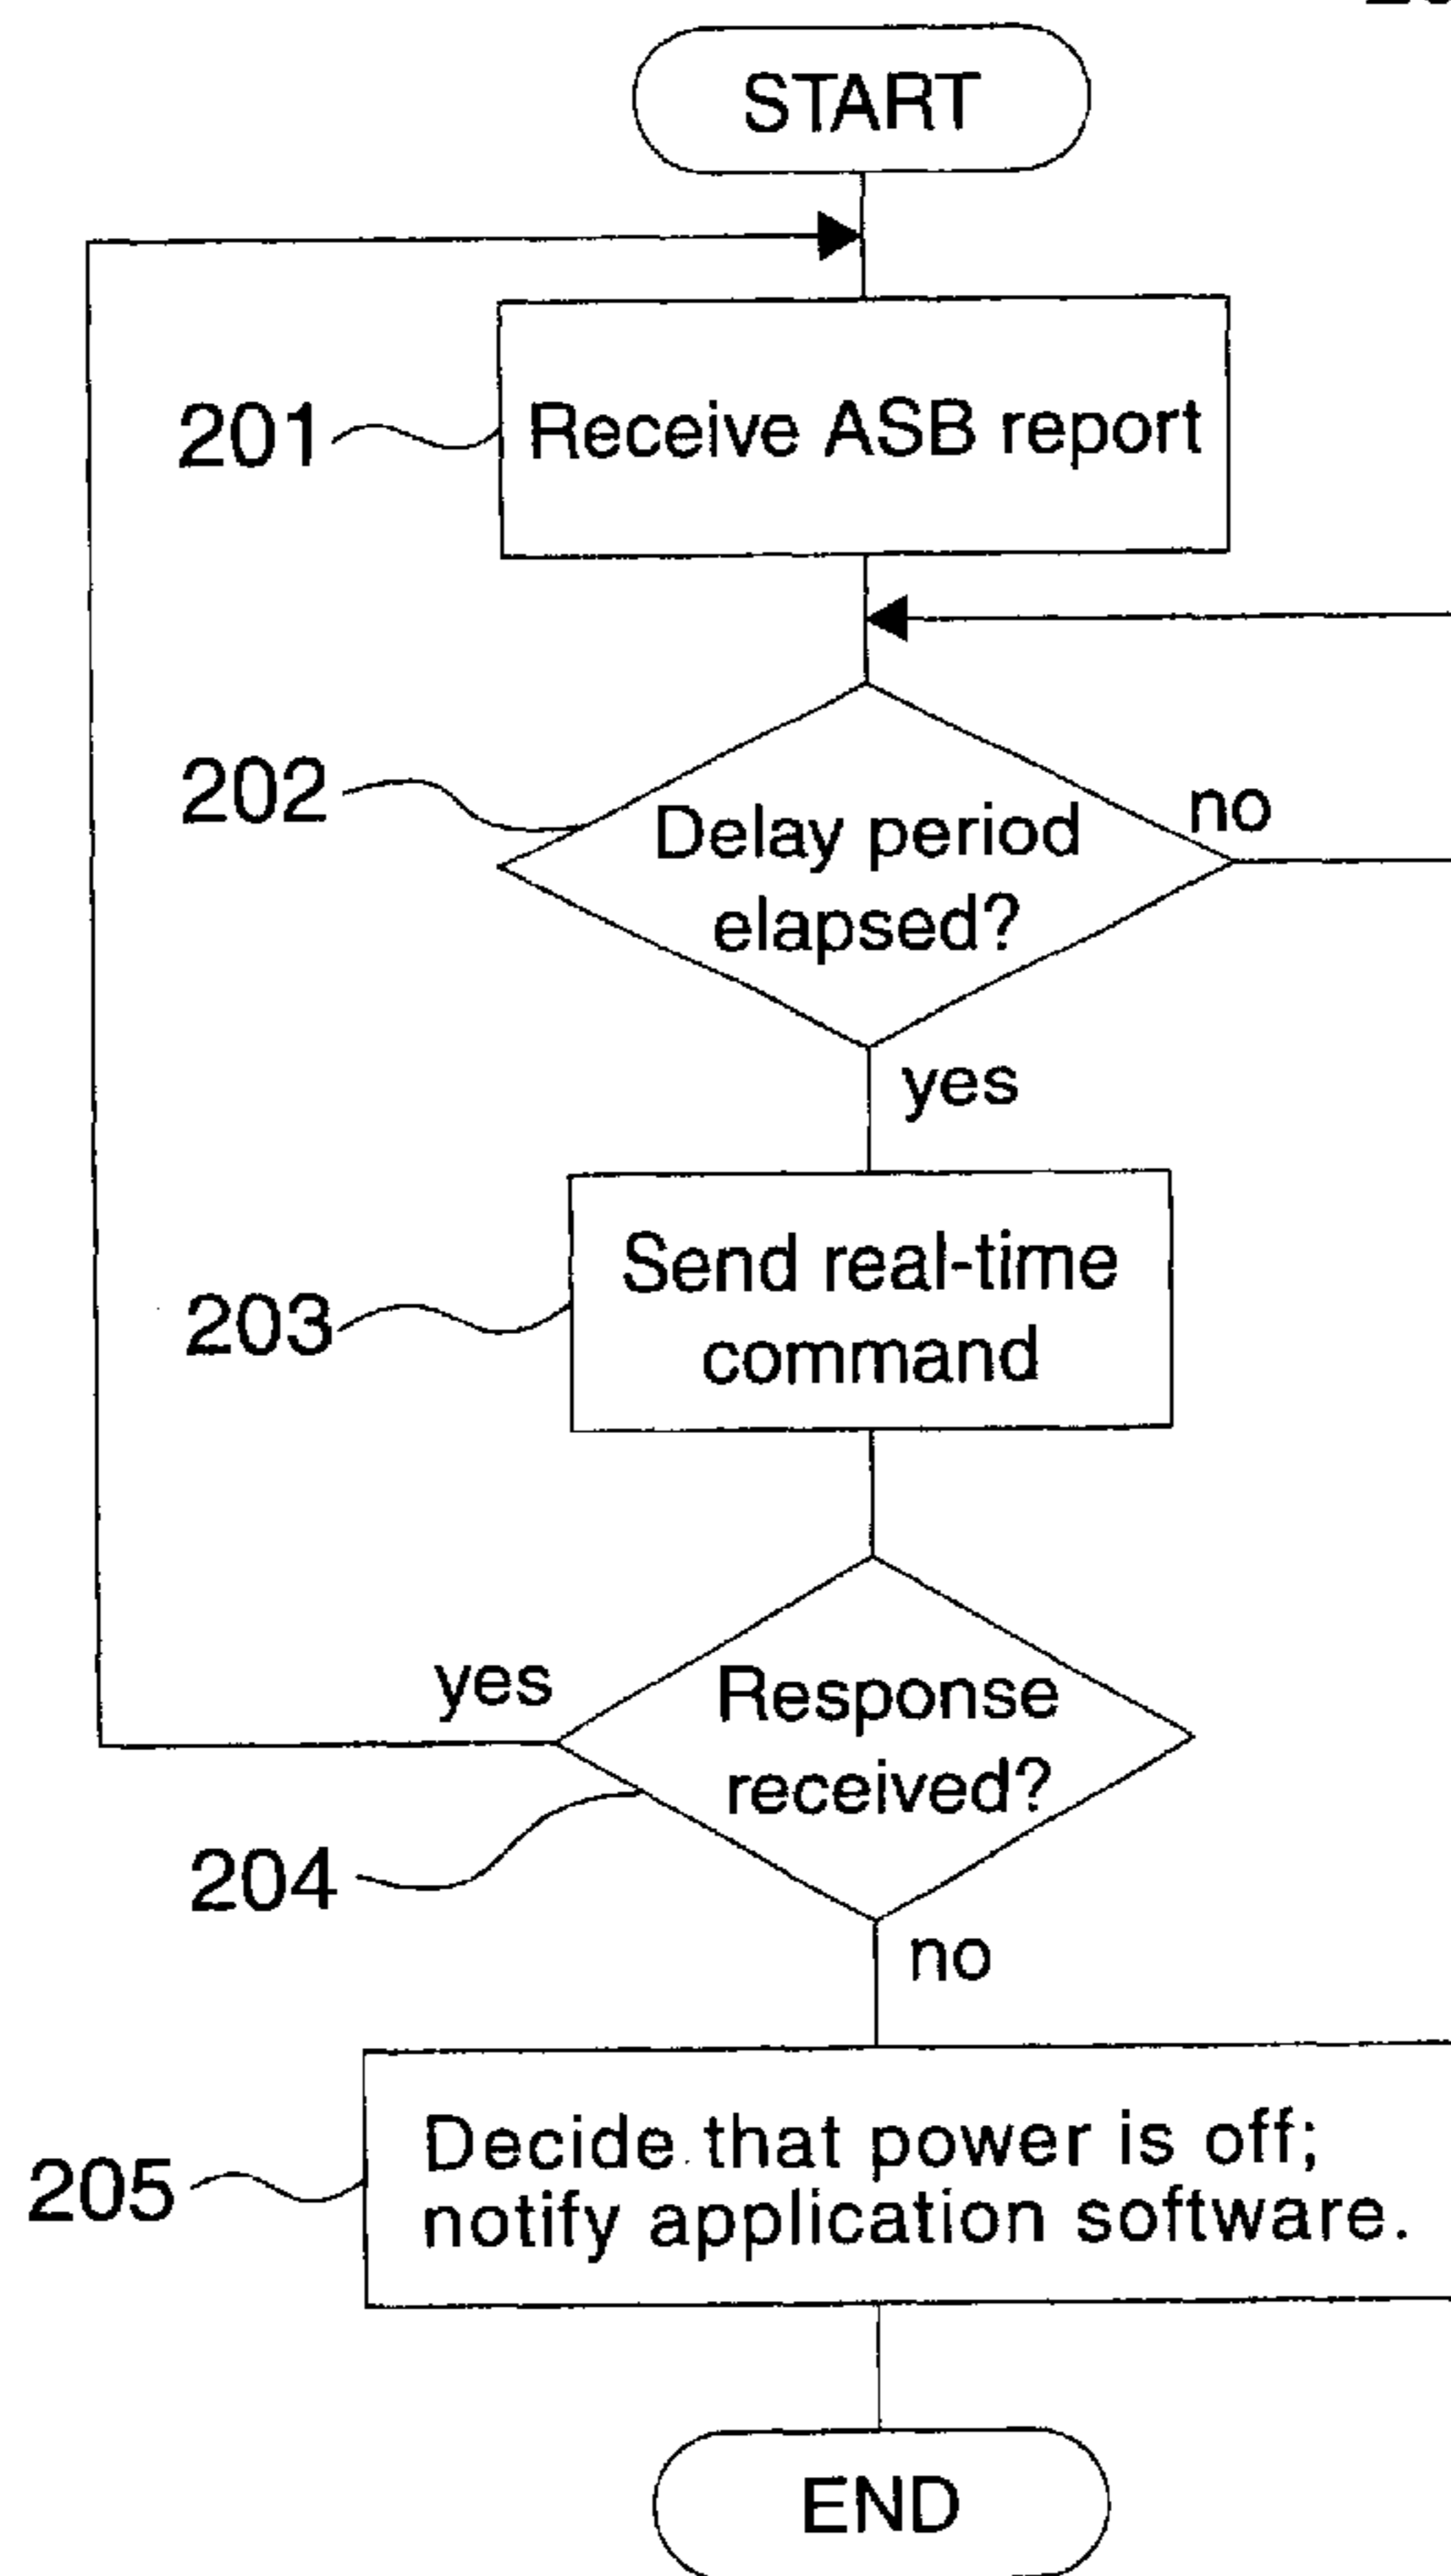 START
201
Receive ASB report
202
Delay period
elapsed?
no
yes
203
Send real-time
command
yes
Response
received?
204
no
205
Decide that power is off;
notify application software.
END